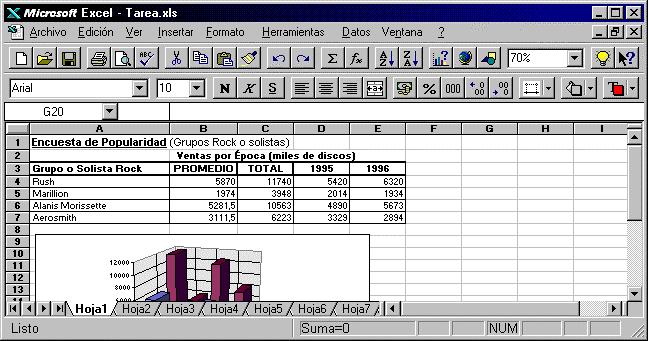 Microsoft Excel - Tarea.xls
Archivo Edición Ver Insertar Formato Herramientas Datos Ventana ?
ABC Σ fx A Z Z A 70% ?
Arial 10 N K S % 000
G20
A B C D E F G H I
1 Encuesta de Popularidad (Grupos Rock o solistas)
2 Ventas por Época (miles de discos)
3 Grupo o Solista Rock PROMEDIO TOTAL 1995 1996
4 Rush 5870 11740 5420 6320
5 Marillion 1974 3948 2014 1934
6 Alanis Morissette 5281,5 10563 4890 5673
7 Aerosmith 3111,5 6223 3329 2894
8
9
10
11 12000
12 10000
13 8000
6000
Hoja1 Hoja2 Hoja3 Hoja4 Hoja5 Hoja6 Hoja7
Listo Suma=0 NUM